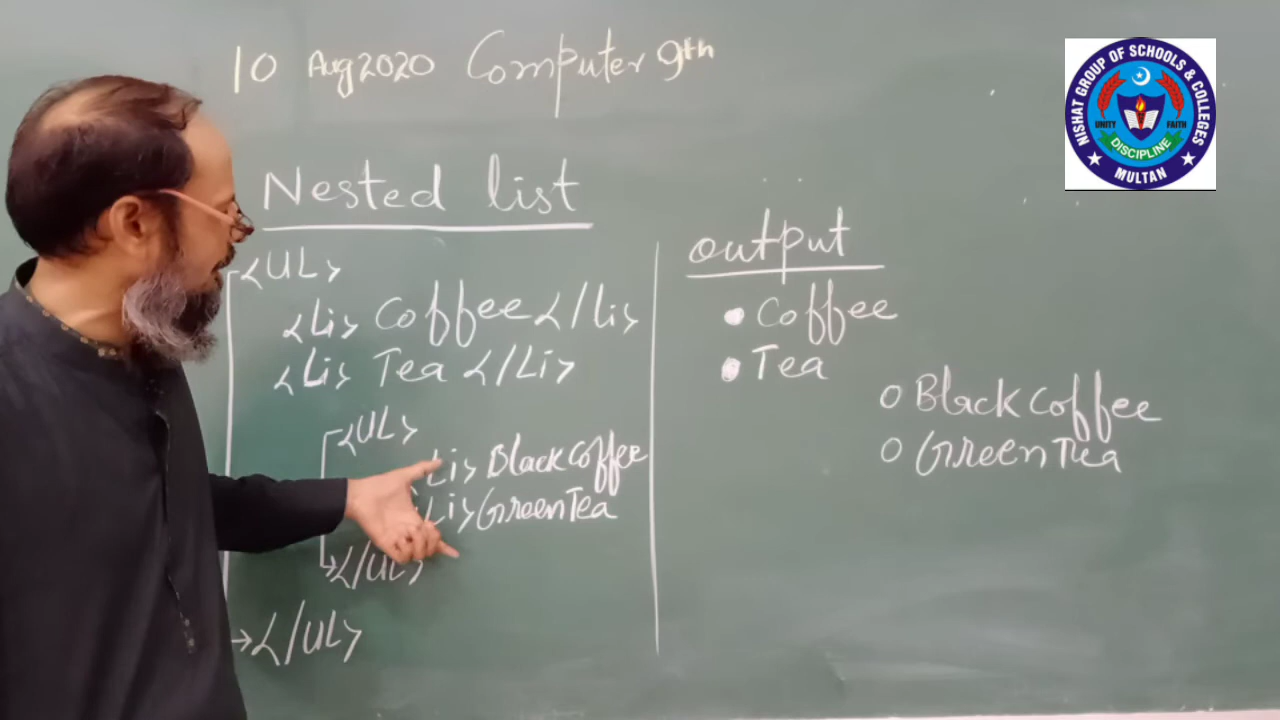 10 Aug 2020 Computer 9th
NISHAT GROUP OF SCHOOLS & COLLEGES
UNITY FAITH
DISCIPLINE
MULTAN
Nested list
<UL>
<Li> Coffee </Li>
<Li> Tea </Li>
<UL>
Li> Black Coffee
Li> Green Tea
</UL>
</UL>
output
Coffee
Tea
Black Coffee
Green Tea